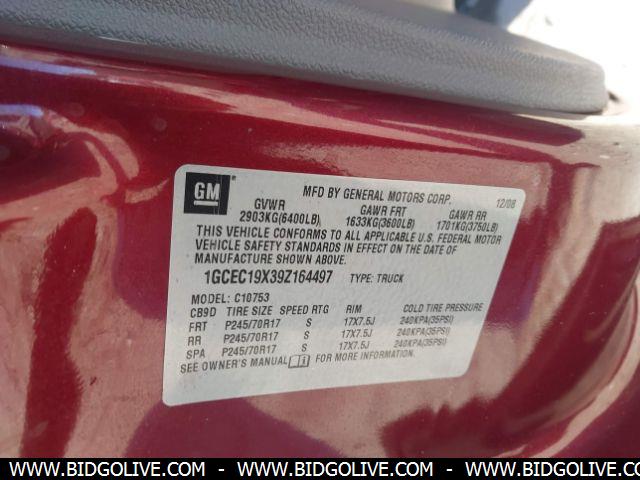 GM
MFD BY GENERAL MOTORS CORP. 12/08
GVWR GAWR FRT GAWR RR
2903KG(6400LB) 1633KG(3600LB) 1701KG(3750LB)
THIS VEHICLE CONFORMS TO ALL APPLICABLE U.S. FEDERAL MOTOR
VEHICLE SAFETY STANDARDS IN EFFECT ON THE DATE OF
MANUFACTURE SHOWN ABOVE.
1GCEC19X39Z164497 TYPE: TRUCK
MODEL: C10753
CB9D TIRE SIZE SPEED RTG RIM COLD TIRE PRESSURE
FRT P245/70R17 S 17X7.5J 240KPA(35PSI)
RR P245/70R17 S 17X7.5J 240KPA(35PSI)
SPA P245/70R17 S 17X7.5J 240KPA(35PSI)
SEE OWNER'S MANUAL
WWW.BIDGOLIVE.COM - WWW.BIDGOLIVE.COM - WWW.BIDGOLIVE.COM